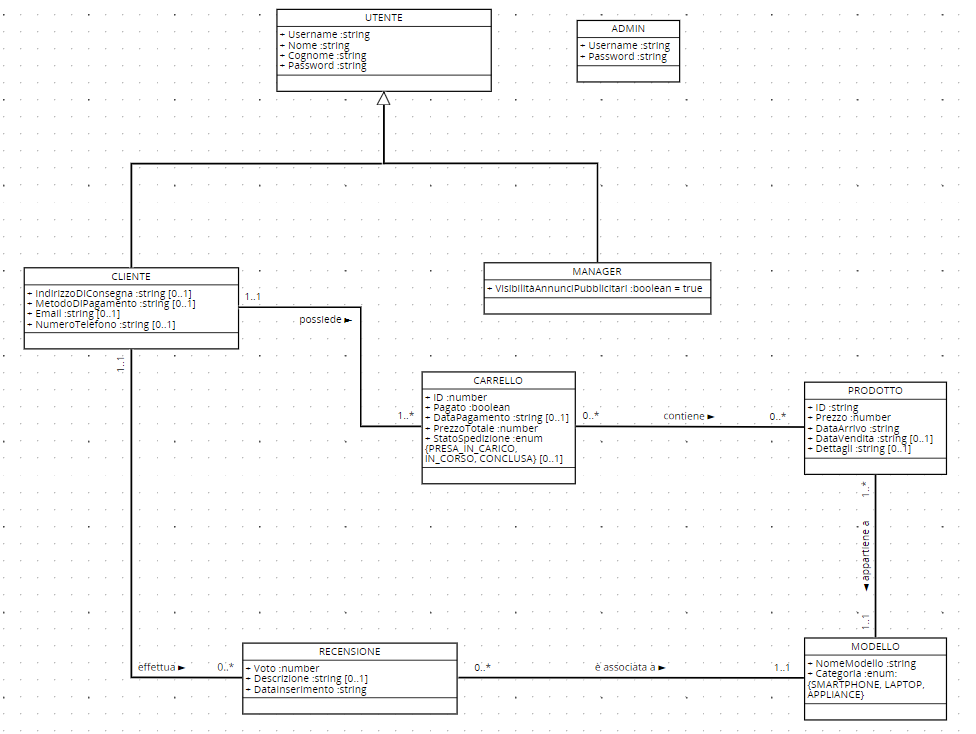 UTENTE
+ Username :string
+ Nome :string
+ Cognome :string
+ Password :string
ADMIN
+ Username :string
+ Password :string
CLIENTE
+ IndirizzoDiConsegna :string [0..1]
+ MetodoDiPagamento :string [0..1]
+ Email :string [0..1]
+ NumeroTelefono :string [0..1]
MANAGER
+ VisibilitàAnnunciPubblicitari :boolean = true
1..1
possiede ►
1..*
1..1
CARRELLO
+ ID :number
+ Pagato :boolean
+ DataPagamento :string [0..1]
+ PrezzoTotale :number
+ StatoSpedizione :enum
{PRESA_IN_CARICO,
IN_CORSO, CONCLUSA} [0..1]
0..*
contiene ►
0..*
PRODOTTO
+ ID :string
+ Prezzo :number
+ DataArrivo :string
+ DataVendita :string [0..1]
+ Dettagli :string [0..1]
1..*
◄ appartiene a
1..1
effettua ►
0..*
RECENSIONE
+ Voto :number
+ Descrizione :string [0..1]
+ DataInserimento :string
0..*
è associata a ►
1..1
MODELLO
+ NomeModello :string
+ Categoria :enum:
{SMARTPHONE, LAPTOP,
APPLIANCE}